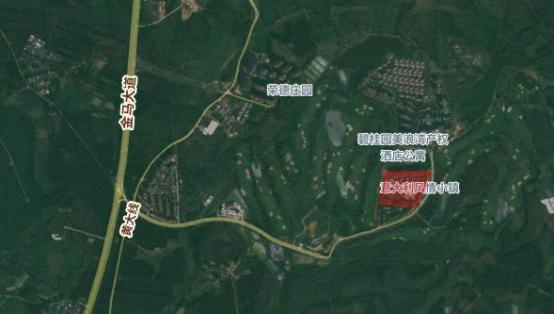 金马大道
荣德庄园
碧桂园美浪湾产权
酒店公寓
意大利风情小镇
黄大线